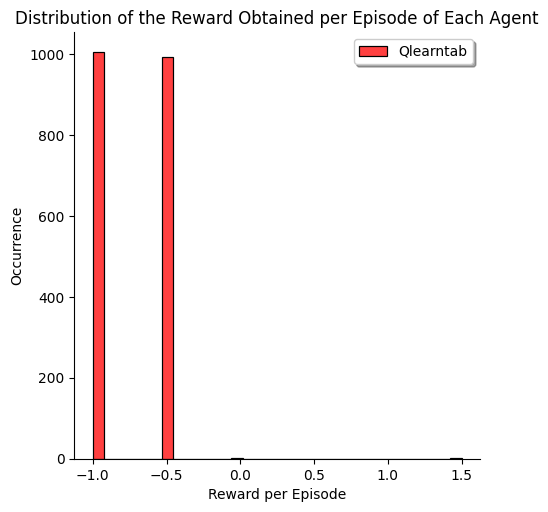 Distribution of the Reward Obtained per Episode of Each Agent
Qlearntab
1000
800
600
400
200
0
Occurrence
−1.0 −0.5 0.0 0.5 1.0 1.5
Reward per Episode